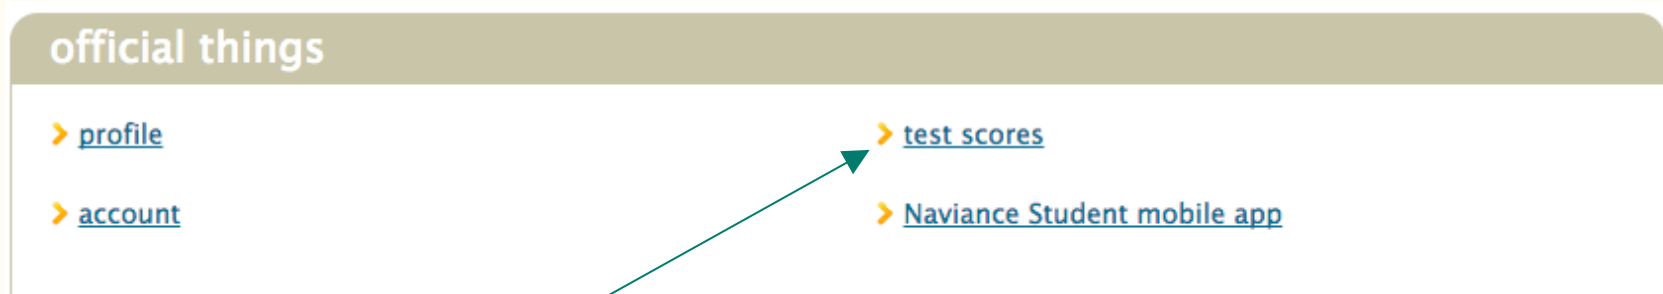 official things
profile
test scores
account
Naviance Student mobile app